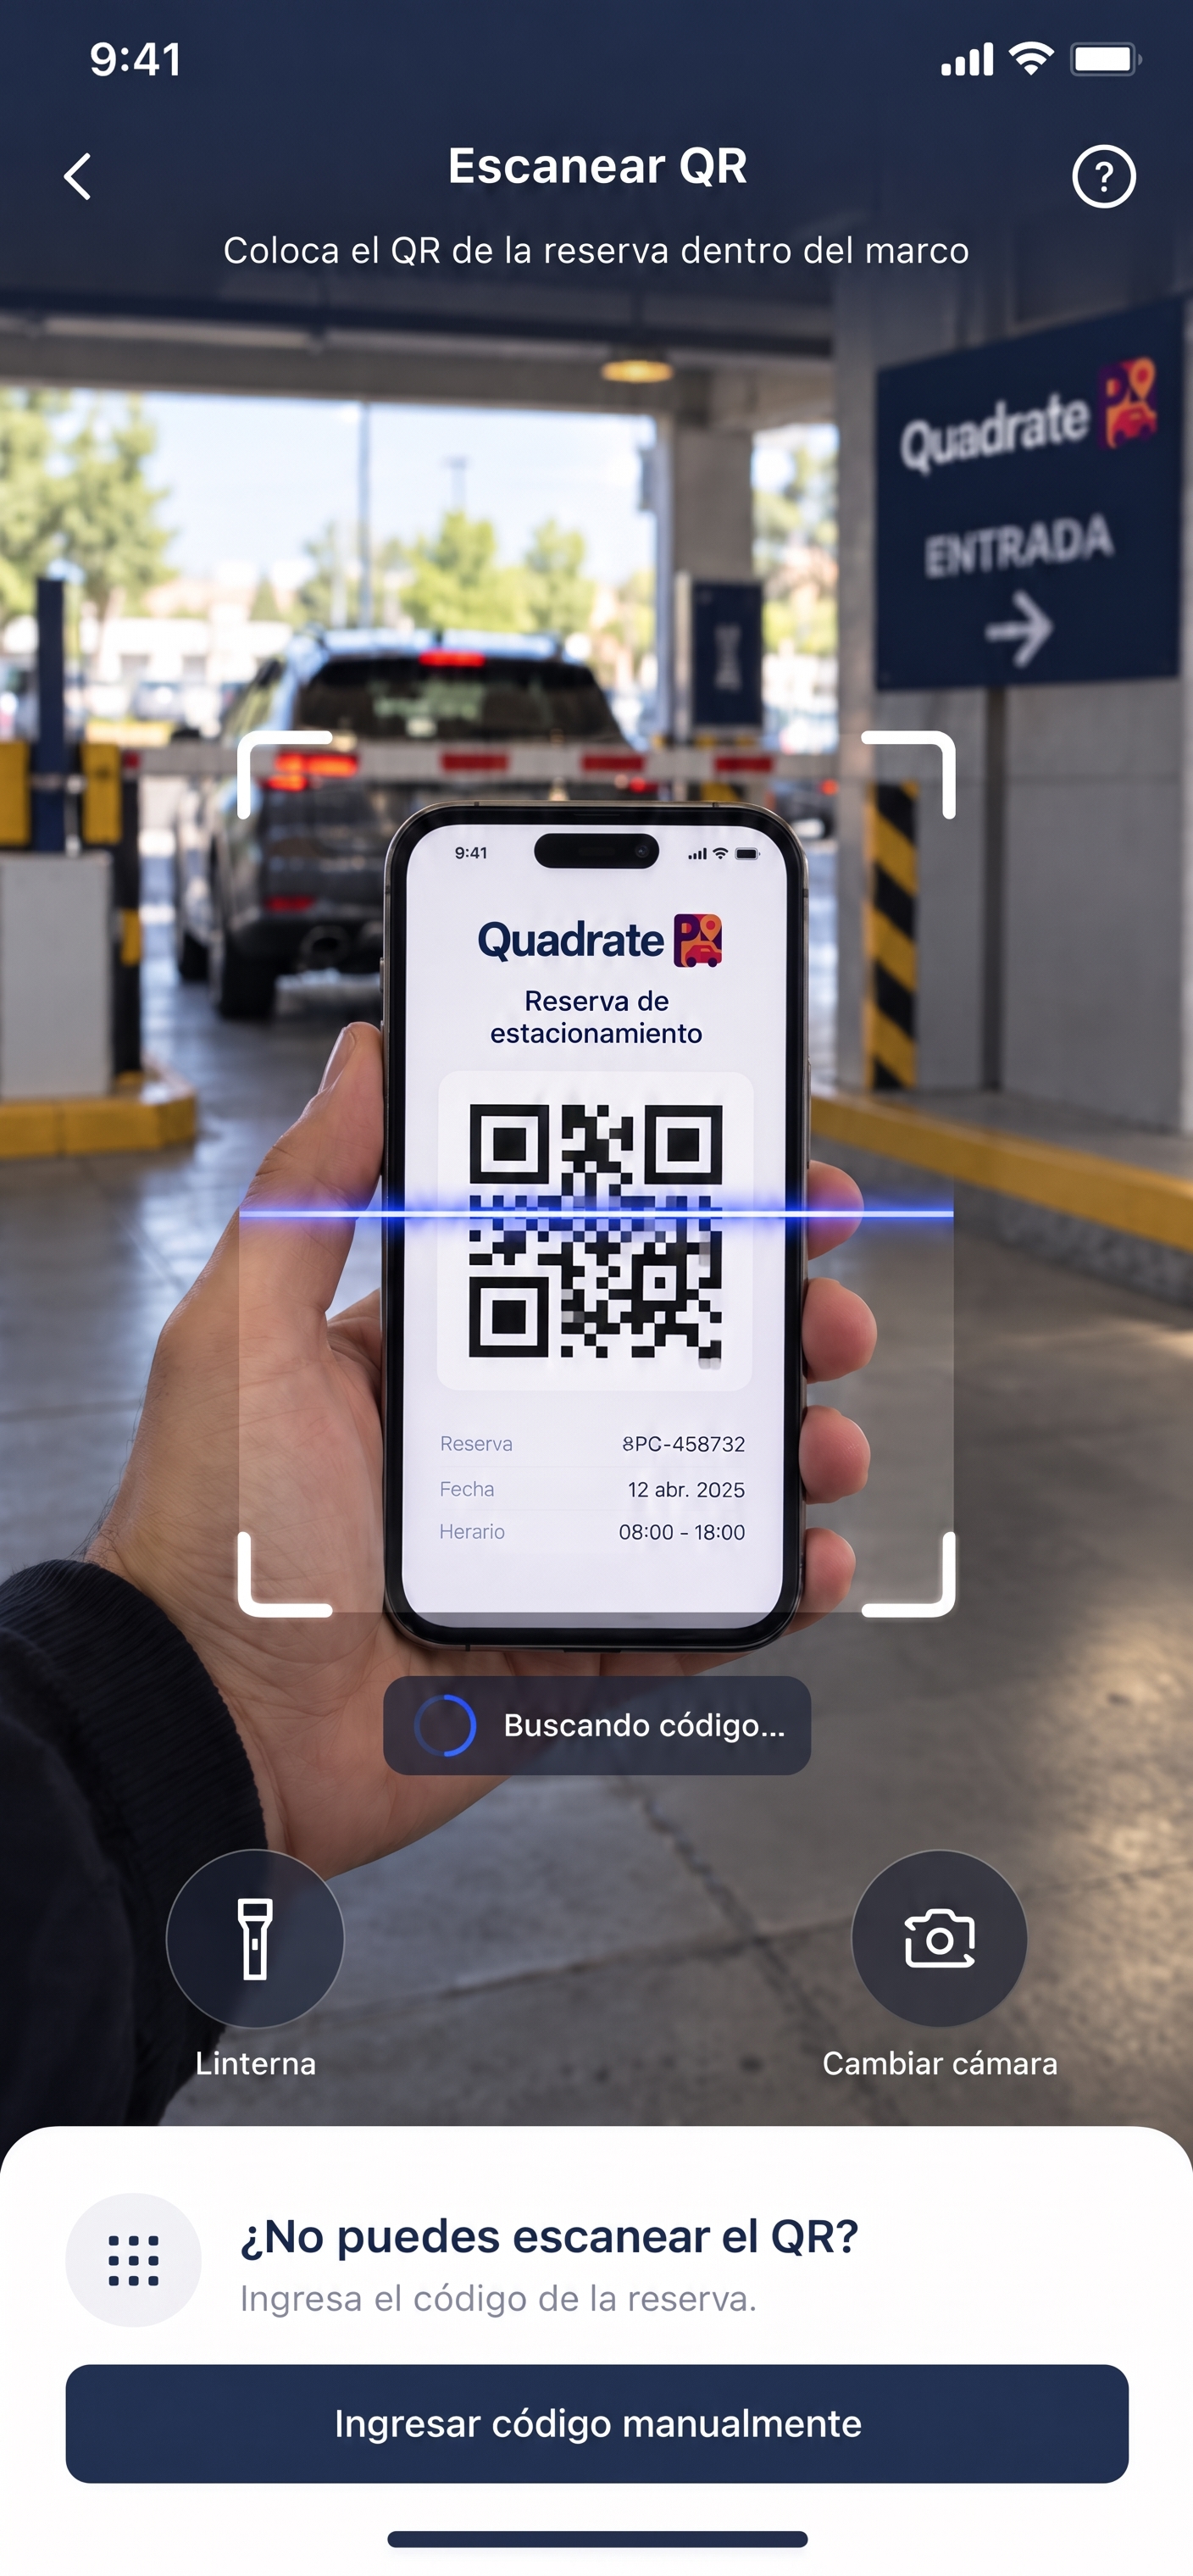 9:41
Escanear QR
?
Coloca el QR de la reserva dentro del marco
Quadrate
ENTRADA
9:41
Quadrate
Reserva de
estacionamiento
Reserva 8PC-458732
Fecha 12 abr. 2025
Herario 08:00 - 18:00
Buscando código...
Linterna
Cambiar cámara
¿No puedes escanear el QR?
Ingresa el código de la reserva.
Ingresar código manualmente